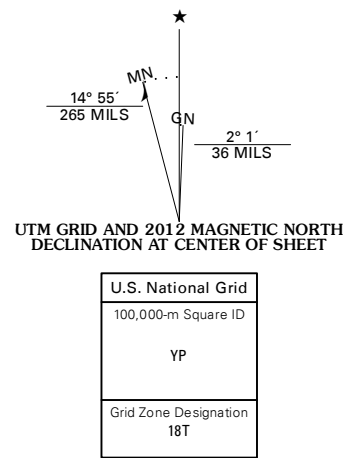 MN
GN
14° 55´
265 MILS
2° 1´
36 MILS
UTM GRID AND 2012 MAGNETIC NORTH
DECLINATION AT CENTER OF SHEET
U.S. National Grid
100,000-m Square ID
YP
Grid Zone Designation
18T